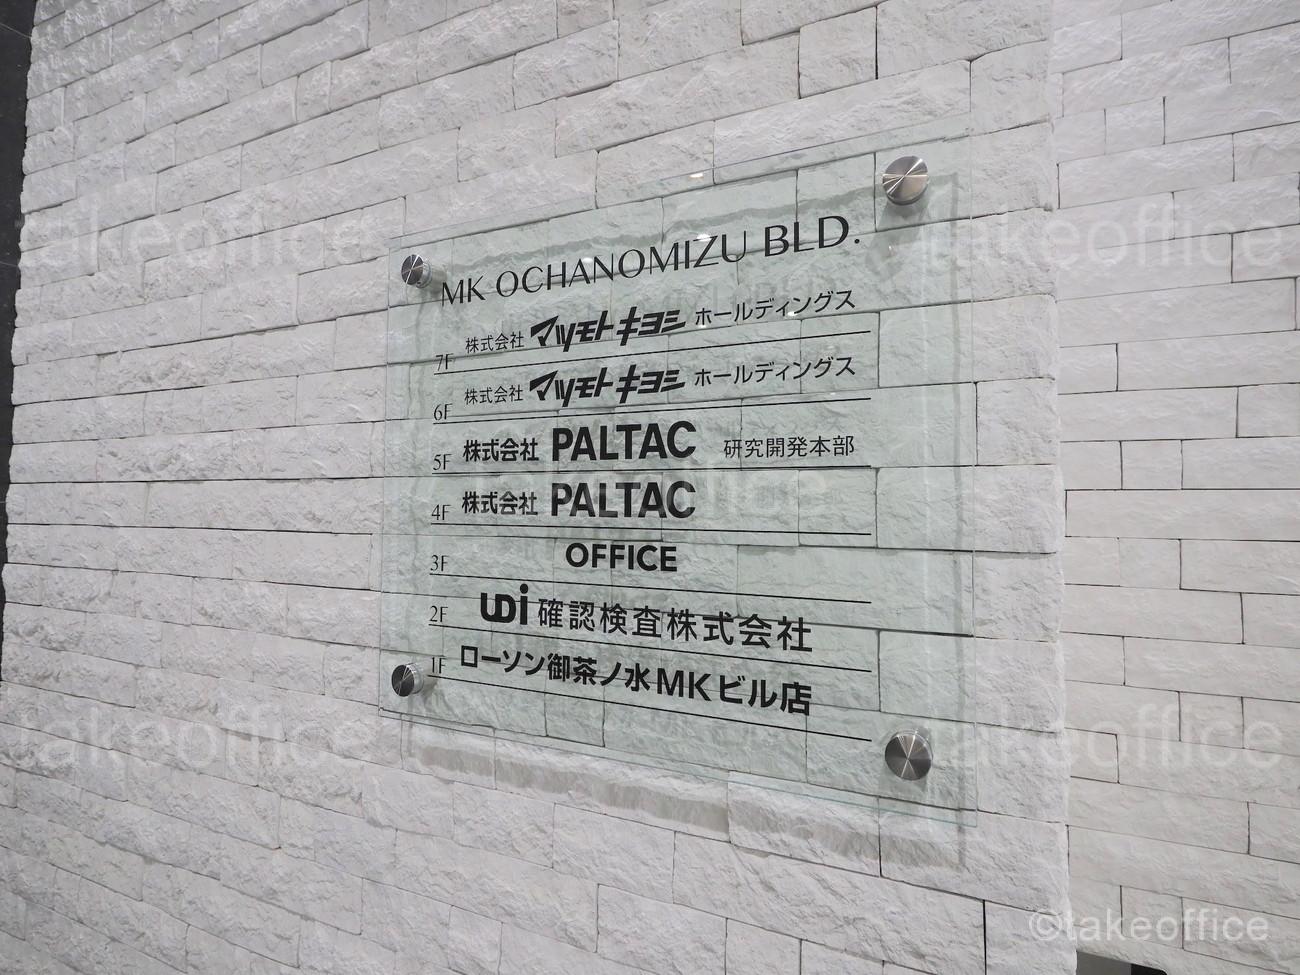 MK OCHANOMIZU BLD.
7F 株式会社 マツモトキヨシ ホールディングス
6F 株式会社 マツモトキヨシ ホールディングス
5F 株式会社 PALTAC 研究開発本部
4F 株式会社 PALTAC
3F OFFICE
2F UDi 確認検査株式会社
1F ローソン御茶ノ水MKビル店
takeoffice
takeoffice
takeoffice
takeoffice
takeoffice
©takeoffice